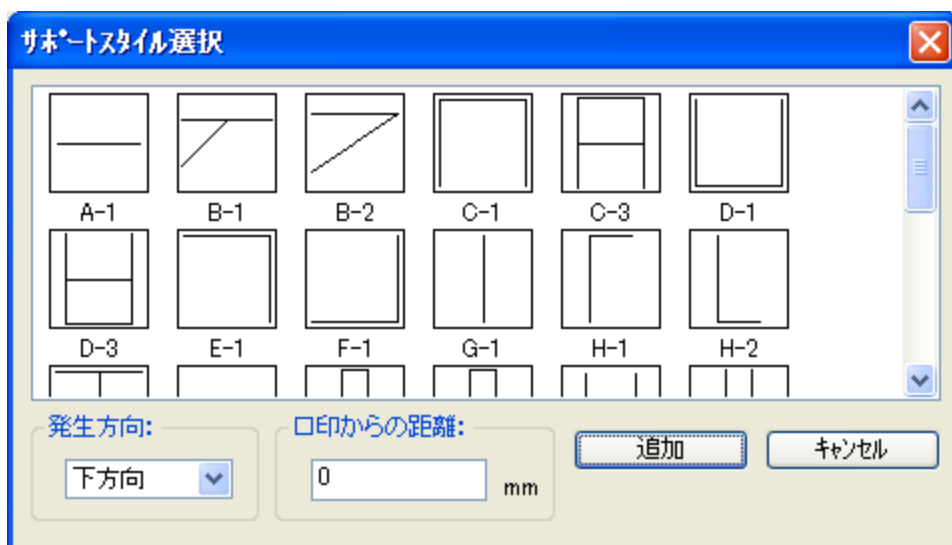 ｻﾎﾟｰﾄｽﾀｲﾙ選択
A-1 B-1 B-2 C-1 C-3 D-1
D-3 E-1 F-1 G-1 H-1 H-2
発生方向: 口印からの距離:
下方向 0 mm 追加 ｷｬﾝｾﾙ